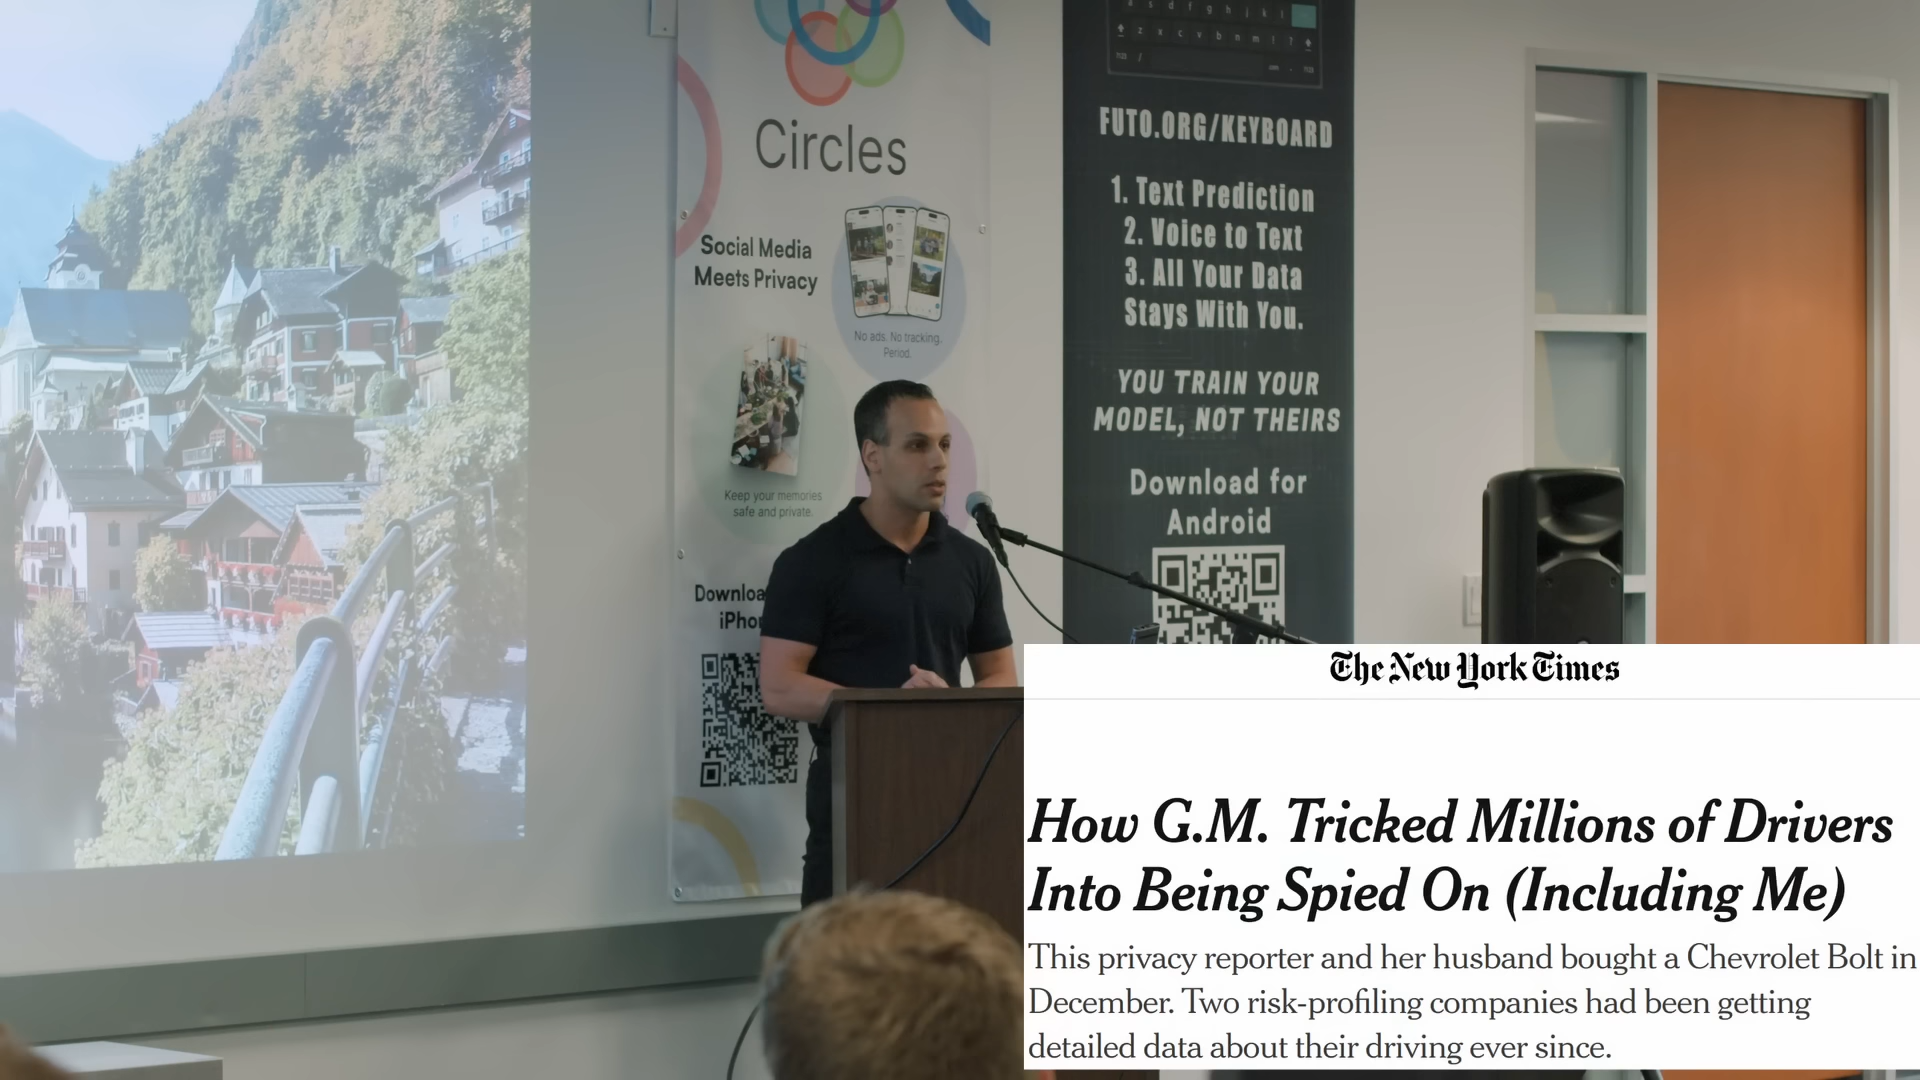 Circles
Social Media
Meets Privacy
No ads. No tracking.
Period.
Keep your memories
safe and private.
FUTO.ORG/KEYBOARD
1. Text Prediction
2. Voice to Text
3. All Your Data
Stays With You.
YOU TRAIN YOUR
MODEL, NOT THEIRS
Download for
Android
The New York Times
How G.M. Tricked Millions of Drivers
Into Being Spied On (Including Me)
This privacy reporter and her husband bought a Chevrolet Bolt in
December. Two risk-profiling companies had been getting
detailed data about their driving ever since.